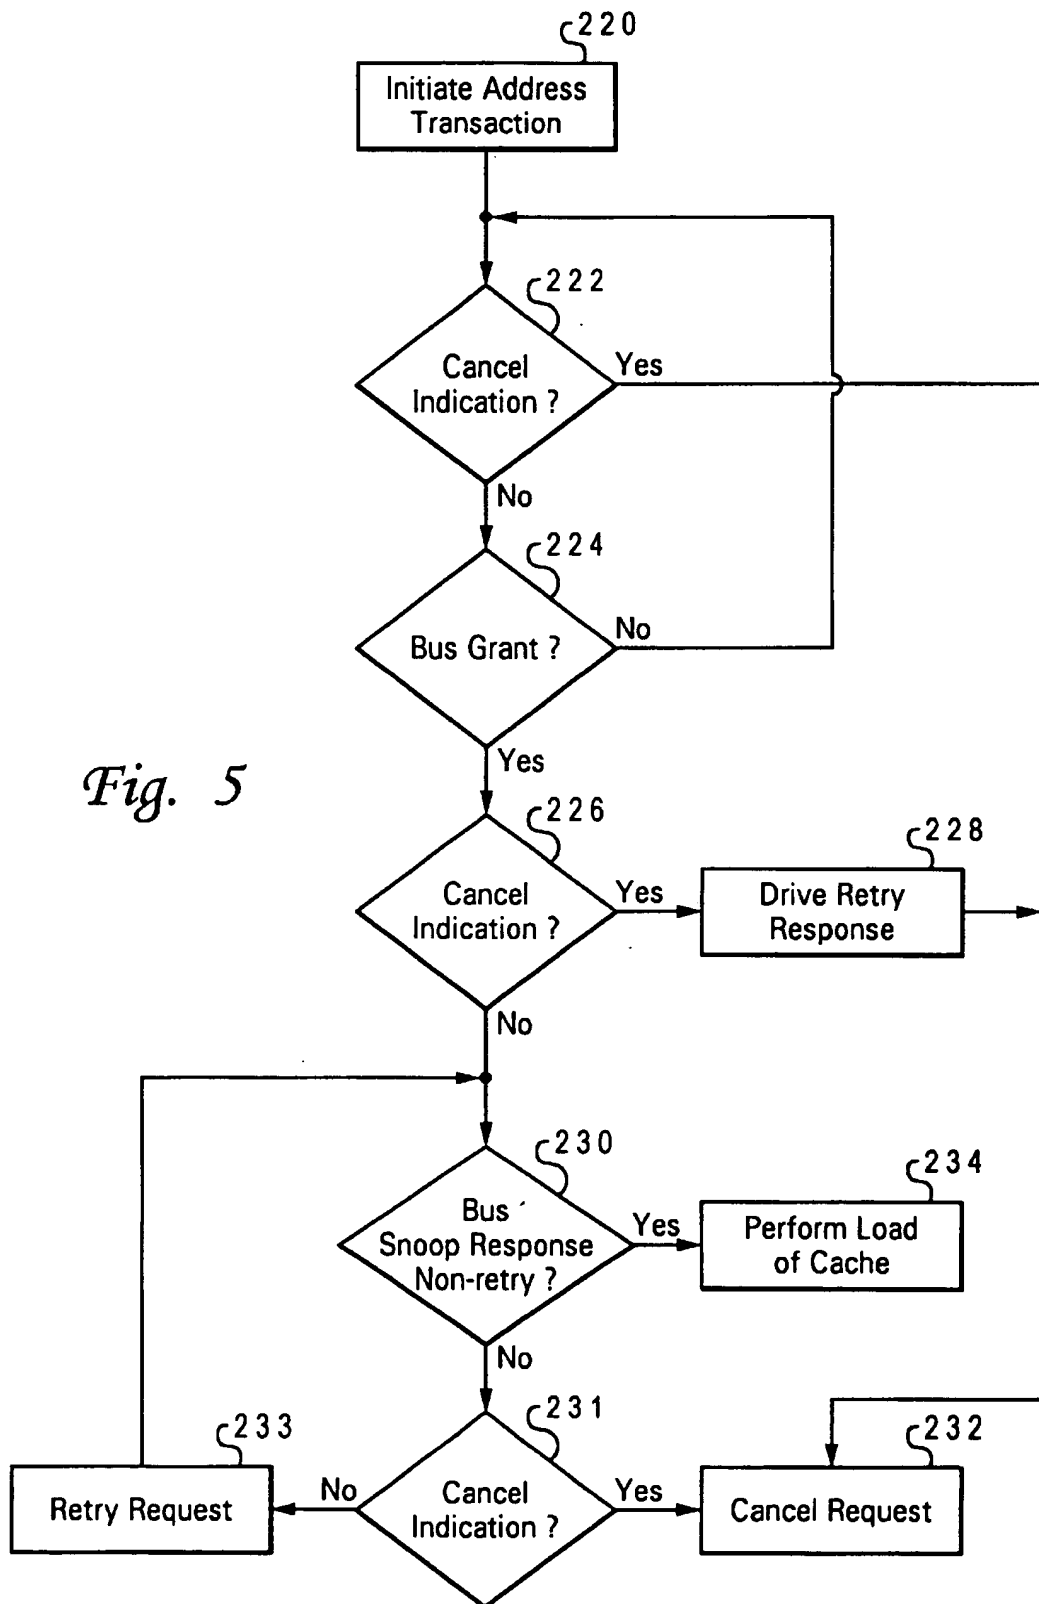 220
Initiate Address
Transaction
222
Cancel
Indication ?
Yes
No
224
Bus Grant ?
No
Yes
Fig. 5
226
Cancel
Indication ?
Yes
228
Drive Retry
Response
No
230
Bus
Snoop Response
Non-retry ?
Yes
234
Perform Load
of Cache
No
233
Retry Request
No
231
Cancel
Indication ?
Yes
232
Cancel Request